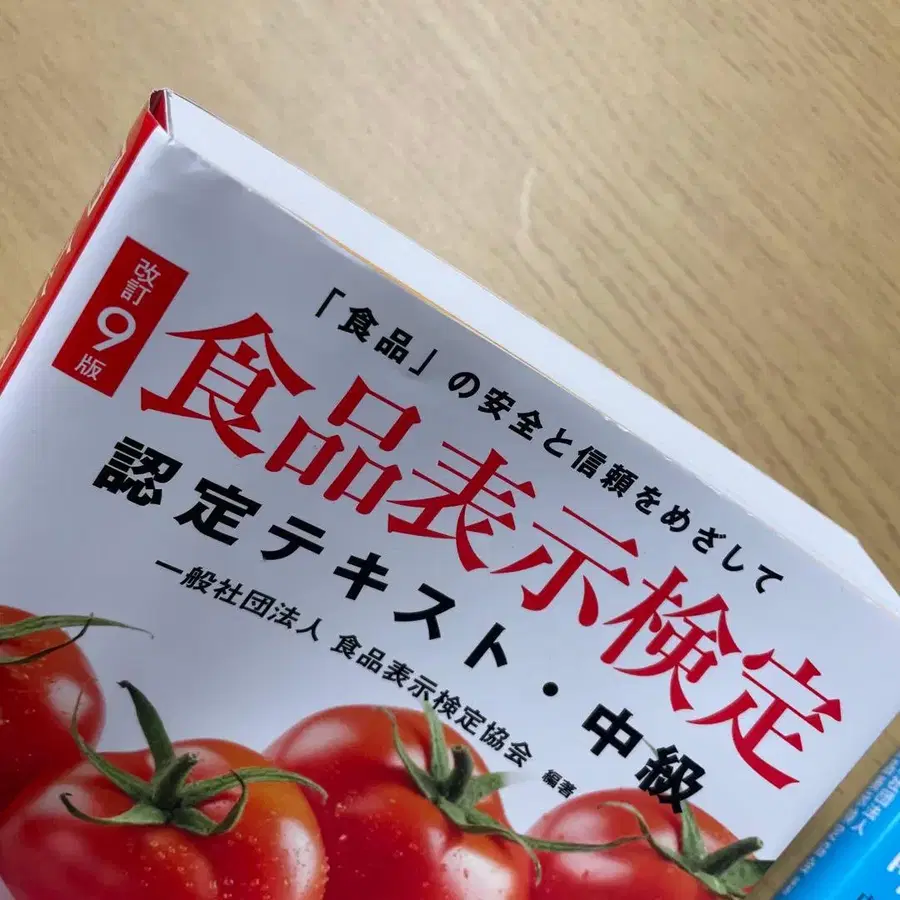 改訂
9
版
「食品」の安全と信頼をめざして
食品表示検定
認定テキスト・中級
一般社団法人 食品表示検定協会 編著